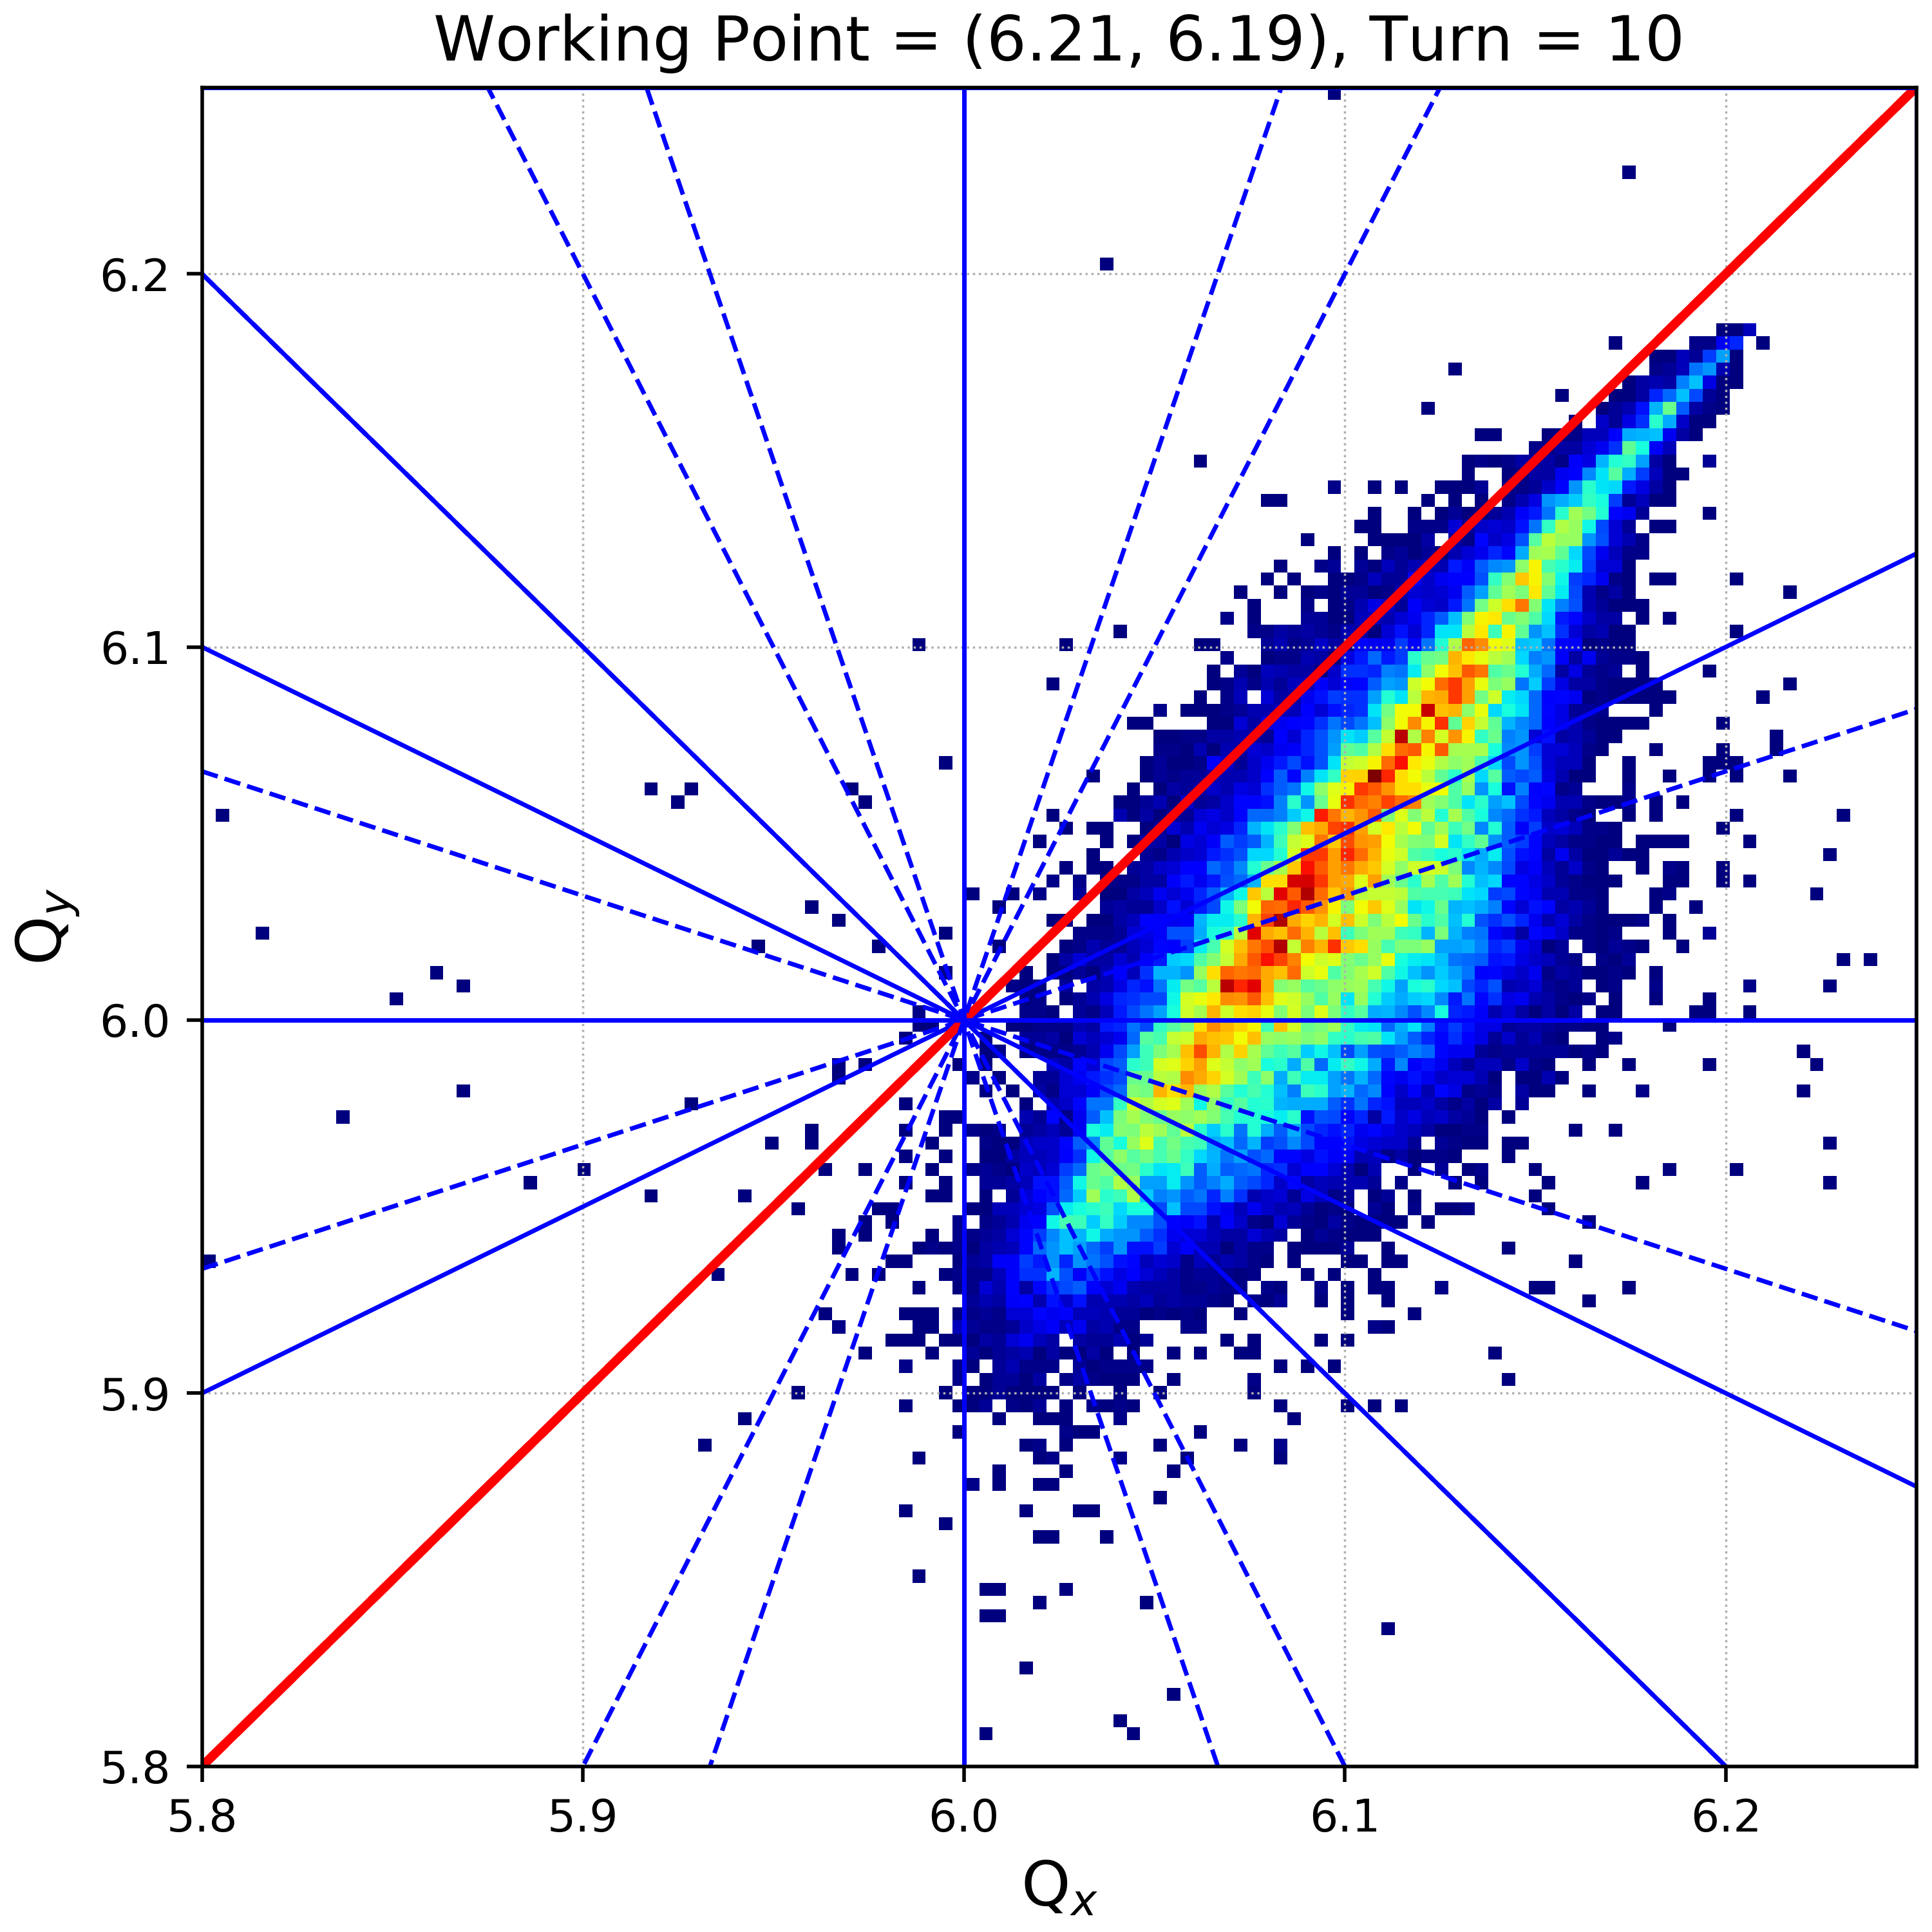 Working Point = (6.21, 6.19), Turn = 10
6.2
6.1
6.0
5.9
5.8
Qy
5.8 5.9 6.0 6.1 6.2
Qx